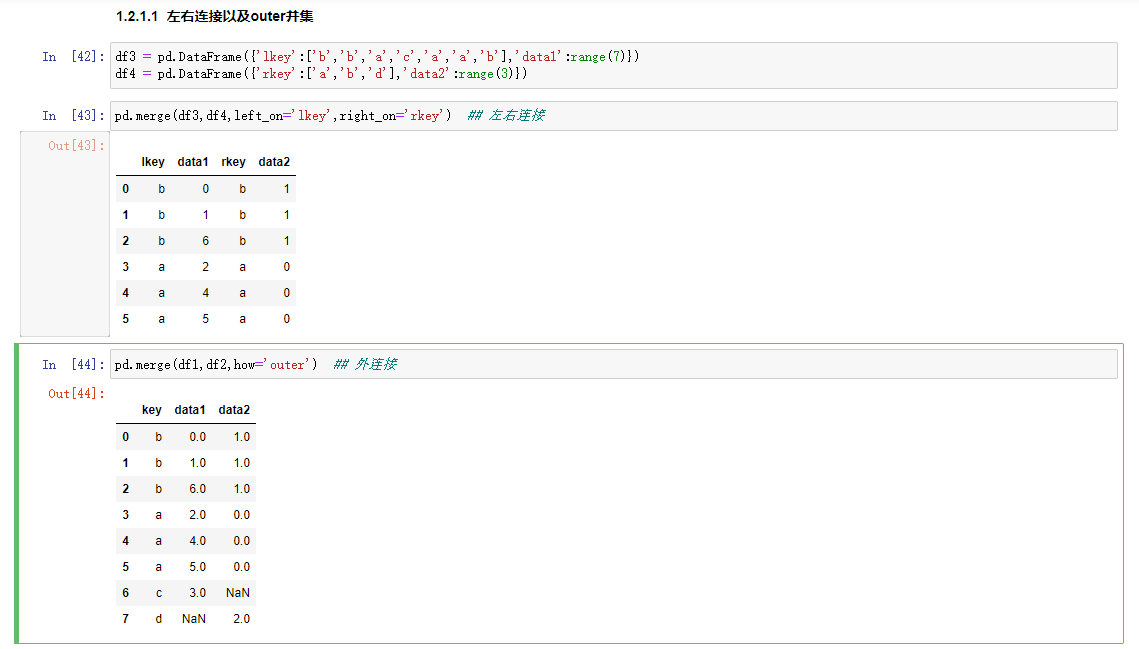 1.2.1.1 左右连接以及outer并集
In [42]: df3 = pd.DataFrame({'lkey':['b','b','a','c','a','a','b'],'data1':range(7)})
df4 = pd.DataFrame({'rkey':['a','b','d'],'data2':range(3)})
In [43]: pd.merge(df3,df4,left_on='lkey',right_on='rkey') ## 左右连接
Out[43]:
lkey data1 rkey data2
0 b 0 b 1
1 b 1 b 1
2 b 6 b 1
3 a 2 a 0
4 a 4 a 0
5 a 5 a 0
In [44]: pd.merge(df1,df2,how='outer') ## 外连接
Out[44]:
key data1 data2
0 b 0.0 1.0
1 b 1.0 1.0
2 b 6.0 1.0
3 a 2.0 0.0
4 a 4.0 0.0
5 a 5.0 0.0
6 c 3.0 NaN
7 d NaN 2.0